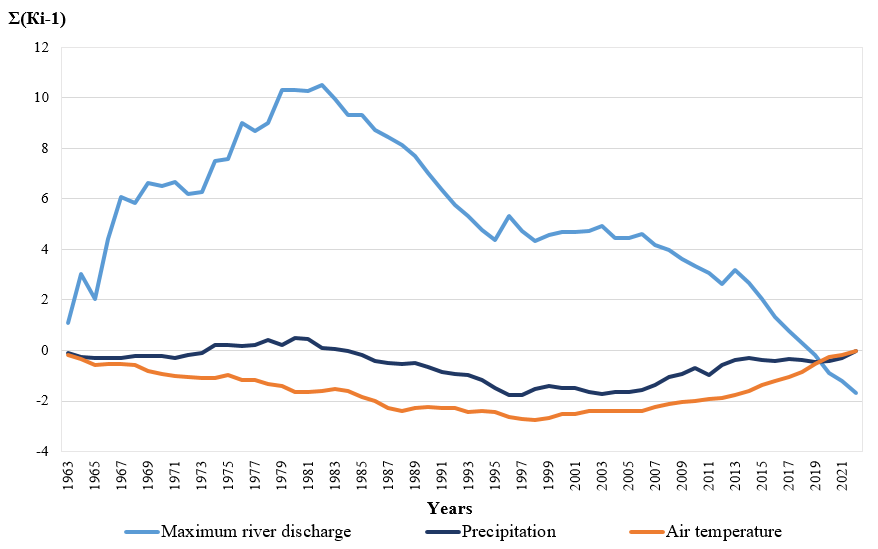 Σ(Ki-1)
12
10
8
6
4
2
0
-2
-4
1963 1965 1967 1969 1971 1973 1975 1977 1979 1981 1983 1985 1987 1989 1991 1993 1995 1997 1999 2001 2003 2005 2007 2009 2011 2013 2015 2017 2019 2021
Years
Maximum river discharge Precipitation Air temperature